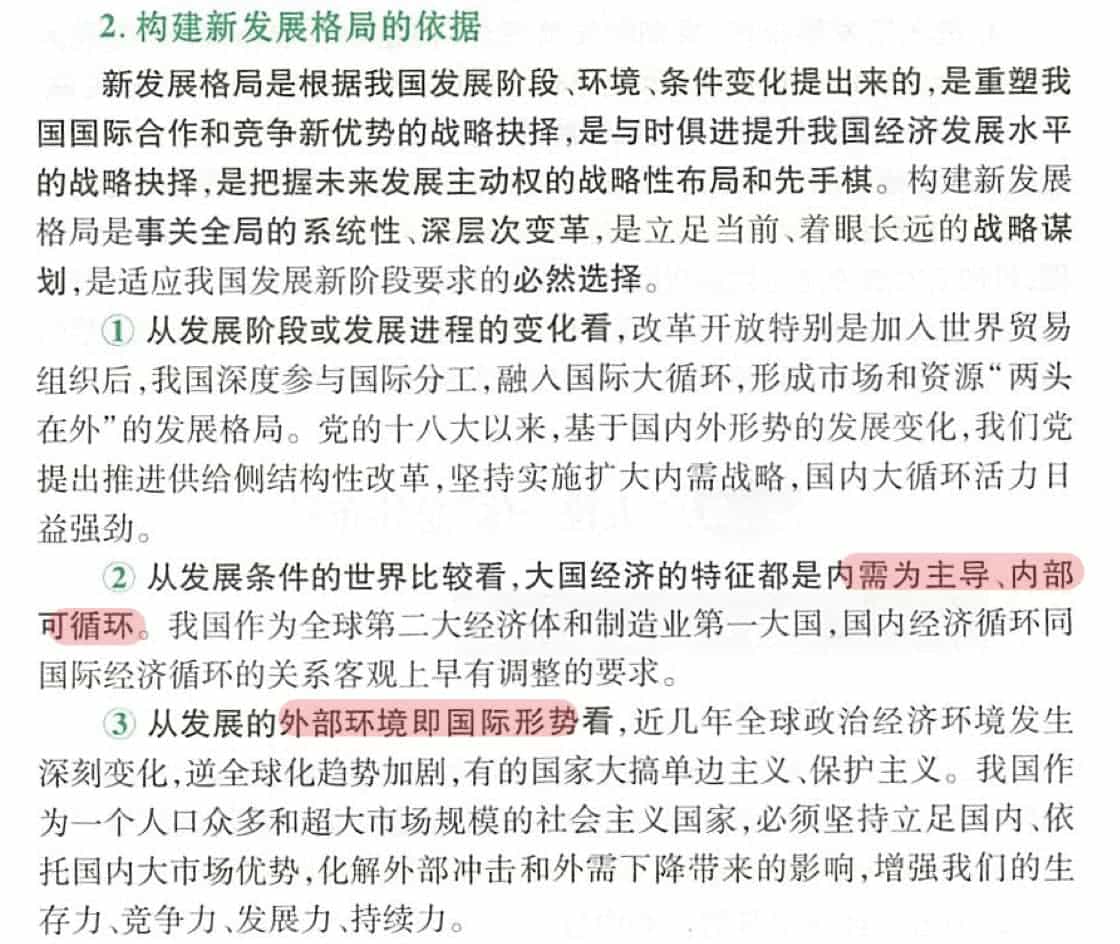 2. 构建新发展格局的依据
新发展格局是根据我国发展阶段、环境、条件变化提出来的,是重塑我
国国际合作和竞争新优势的战略抉择,是与时俱进提升我国经济发展水平
的战略抉择,是把握未来发展主动权的战略性布局和先手棋。构建新发展
格局是事关全局的系统性、深层次变革,是立足当前、着眼长远的战略谋
划,是适应我国发展新阶段要求的必然选择。
① 从发展阶段或发展进程的变化看,改革开放特别是加入世界贸易
组织后,我国深度参与国际分工,融入国际大循环,形成市场和资源“两头
在外”的发展格局。党的十八大以来,基于国内外形势的发展变化,我们党
提出推进供给侧结构性改革,坚持实施扩大内需战略,国内大循环活力日
益强劲。
② 从发展条件的世界比较看,大国经济的特征都是内需为主导、内部
可循环。我国作为全球第二大经济体和制造业第一大国,国内经济循环同
国际经济循环的关系客观上早有调整的要求。
③ 从发展的外部环境即国际形势看,近几年全球政治经济环境发生
深刻变化,逆全球化趋势加剧,有的国家大搞单边主义、保护主义。我国作
为一个人口众多和超大市场规模的社会主义国家,必须坚持立足国内、依
托国内大市场优势,化解外部冲击和外需下降带来的影响,增强我们的生
存力、竞争力、发展力、持续力。